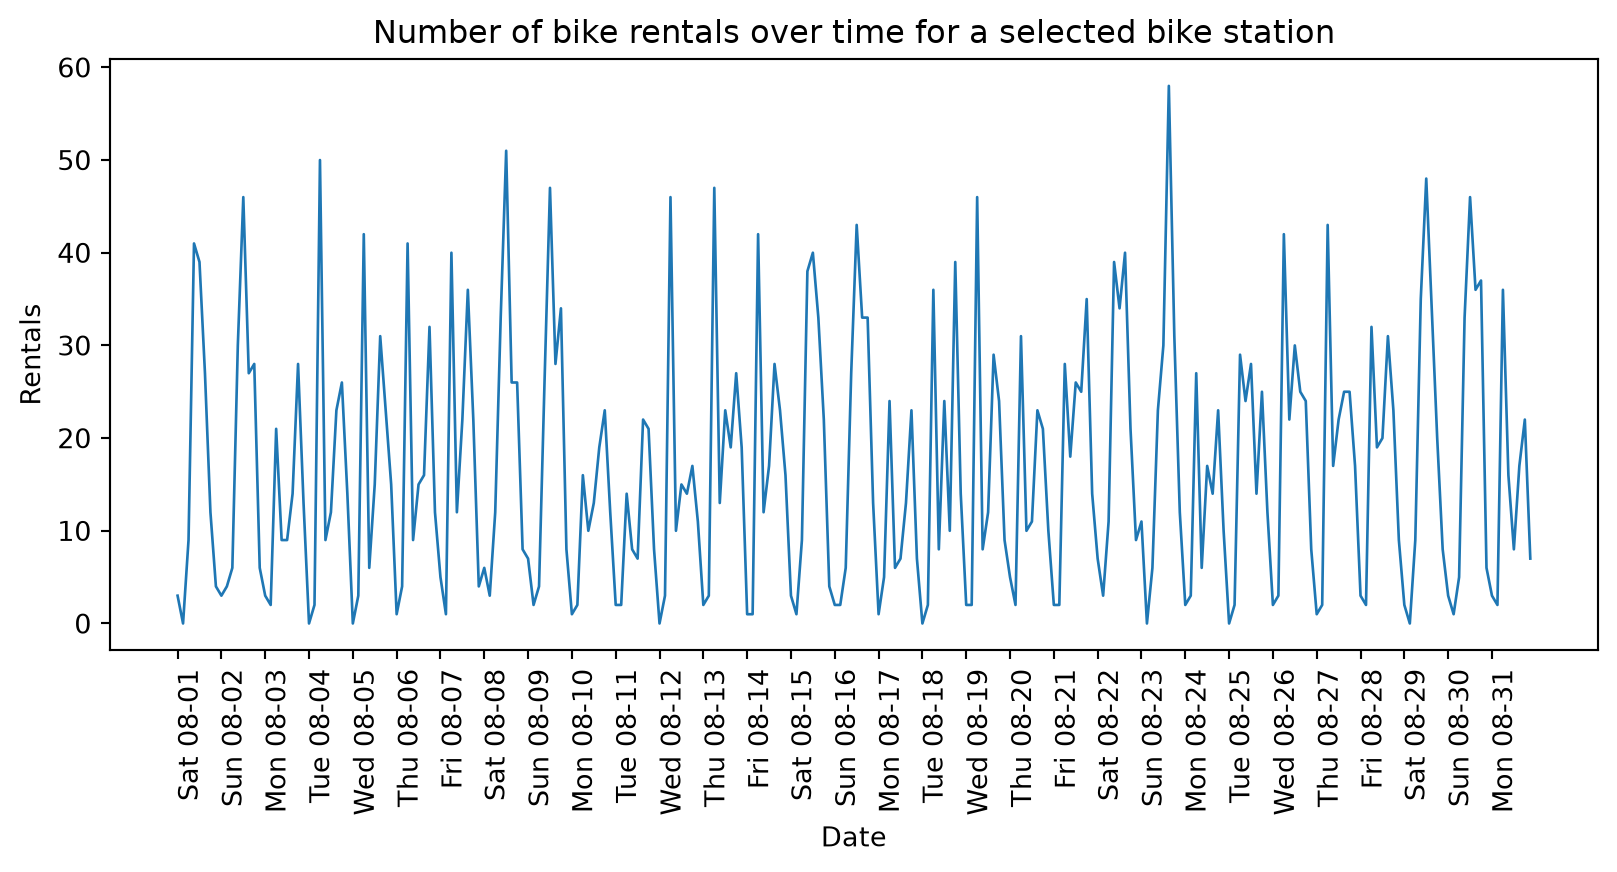 Number of bike rentals over time for a selected bike station
60
50
40
30
20
10
0
Rentals
Sat 08-01
Sun 08-02
Mon 08-03
Tue 08-04
Wed 08-05
Thu 08-06
Fri 08-07
Sat 08-08
Sun 08-09
Mon 08-10
Tue 08-11
Wed 08-12
Thu 08-13
Fri 08-14
Sat 08-15
Sun 08-16
Mon 08-17
Tue 08-18
Wed 08-19
Thu 08-20
Fri 08-21
Sat 08-22
Sun 08-23
Mon 08-24
Tue 08-25
Wed 08-26
Thu 08-27
Fri 08-28
Sat 08-29
Sun 08-30
Mon 08-31
Date